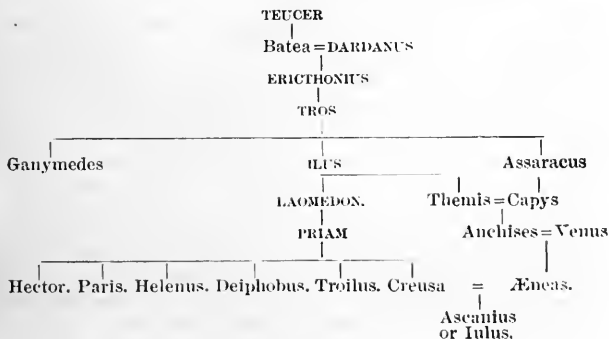 TEUCER
Batea = DARDANUS
ERICTHONIUS
TROS
Ganymedes ILUS Assaracus
LAOMEDON. Themis = Capys
PRIAM Anchises = Venus
Hector. Paris. Helenus. Deiphobus. Troilus. Creusa = Æneas.
Ascanius
or Iulus.